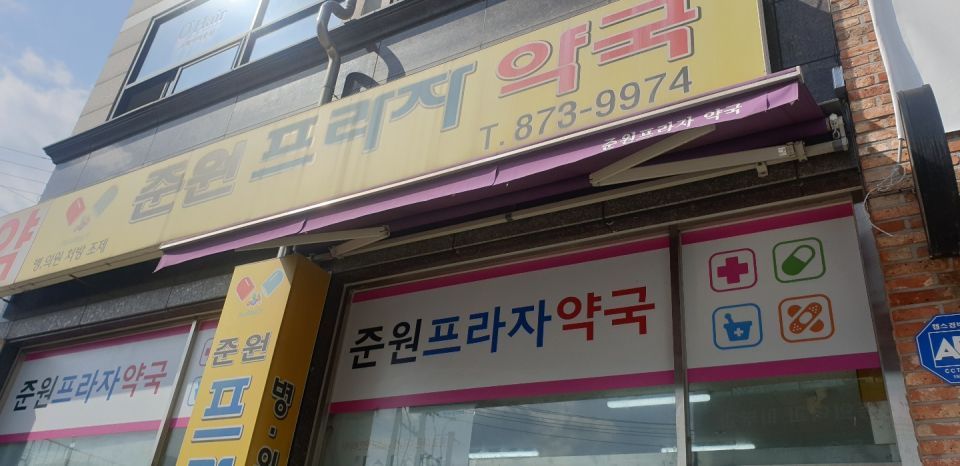 준원 프라자 약국
T. 873-9974
약
병.의원 처방 조제
준원프라자 약국
준원프라자약국
준원프라자약국
준원
프
병.의